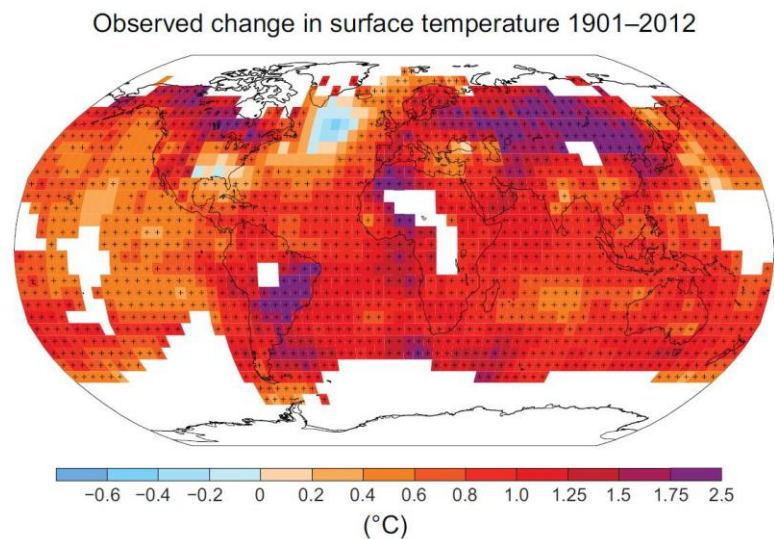 Observed change in surface temperature 1901–2012
−0.6 −0.4 −0.2 0 0.2 0.4 0.6 0.8 1.0 1.25 1.5 1.75 2.5
(°C)